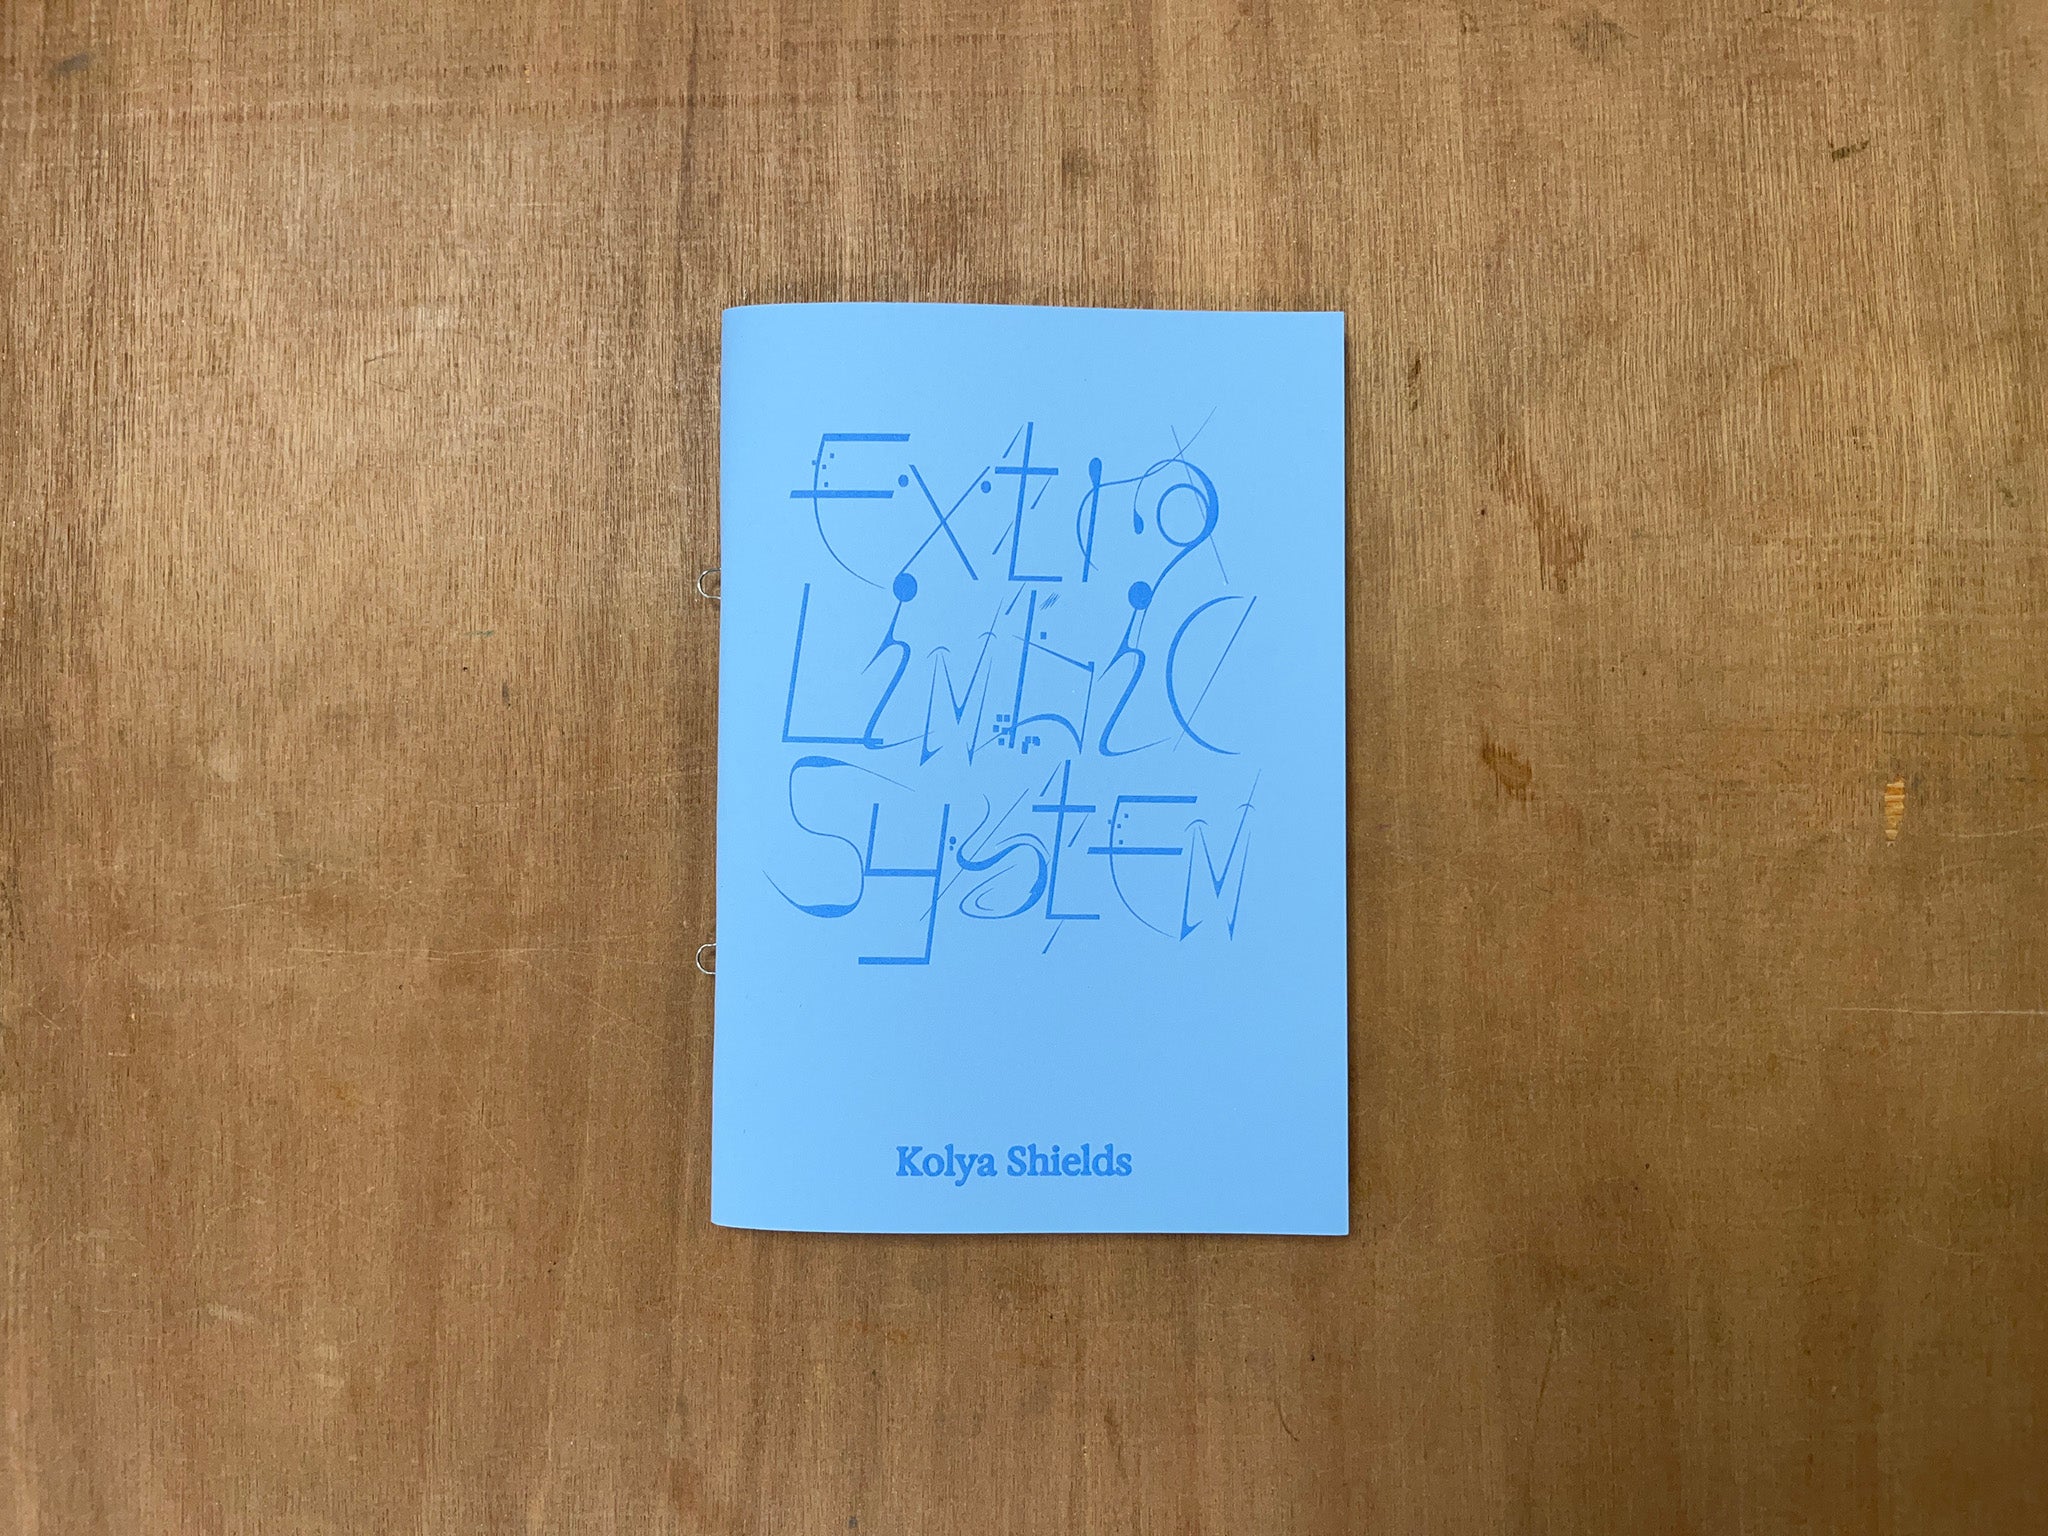 Extra
Limbic
System
Kolya Shields